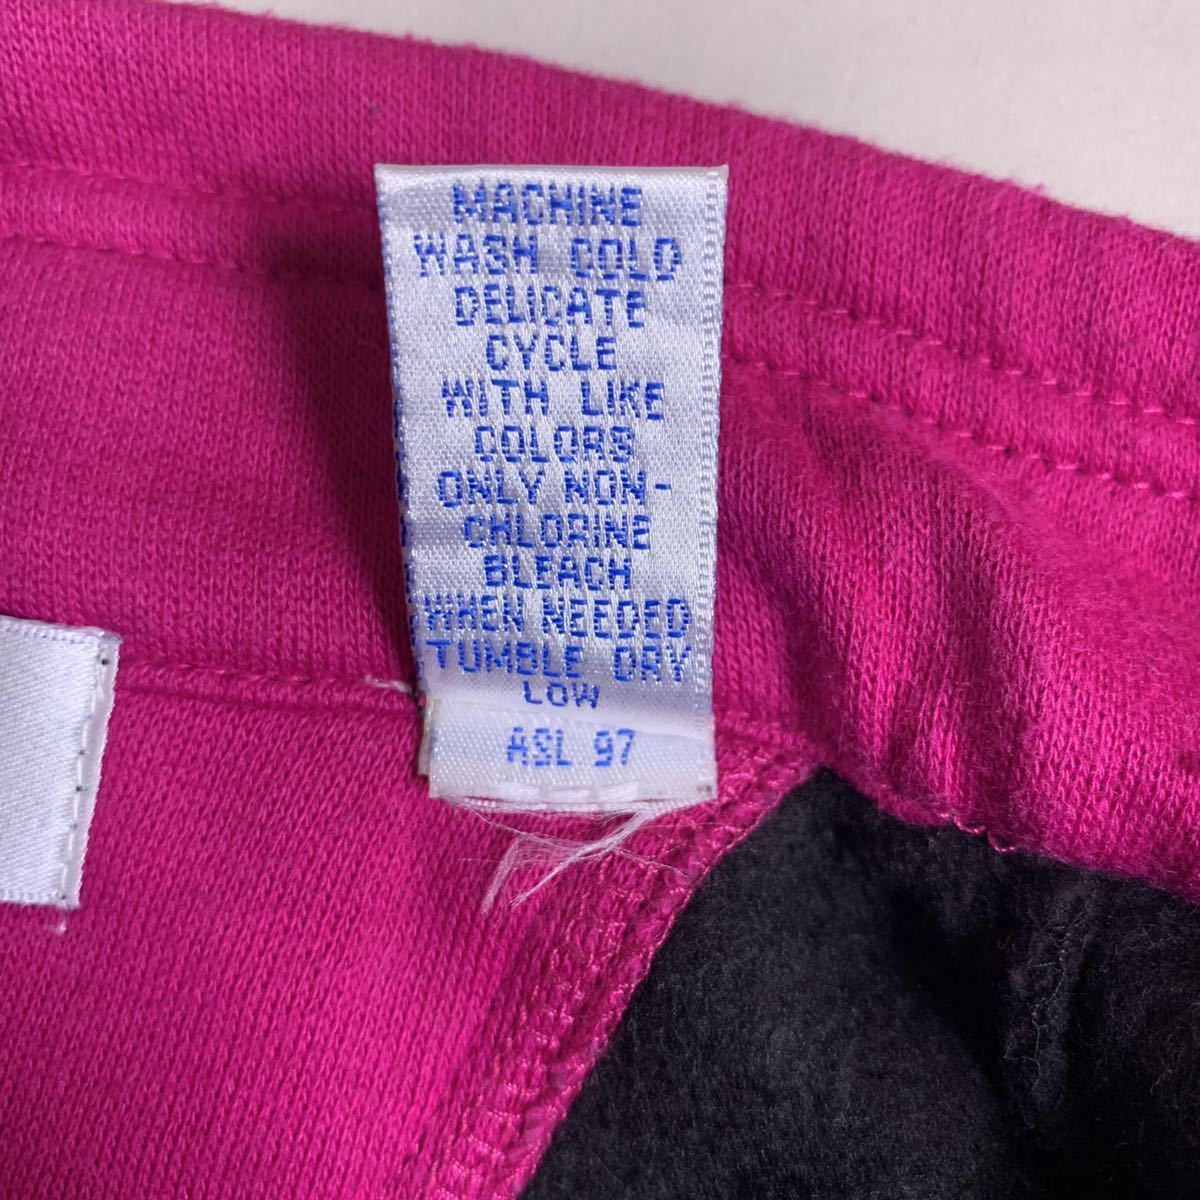 MACHINE
WASH COLD
DELICATE
CYCLE
WITH LIKE
COLORS
ONLY NON-
CHLORINE
BLEACH
WHEN NEEDED
TUMBLE DRY
LOW
ASL 97